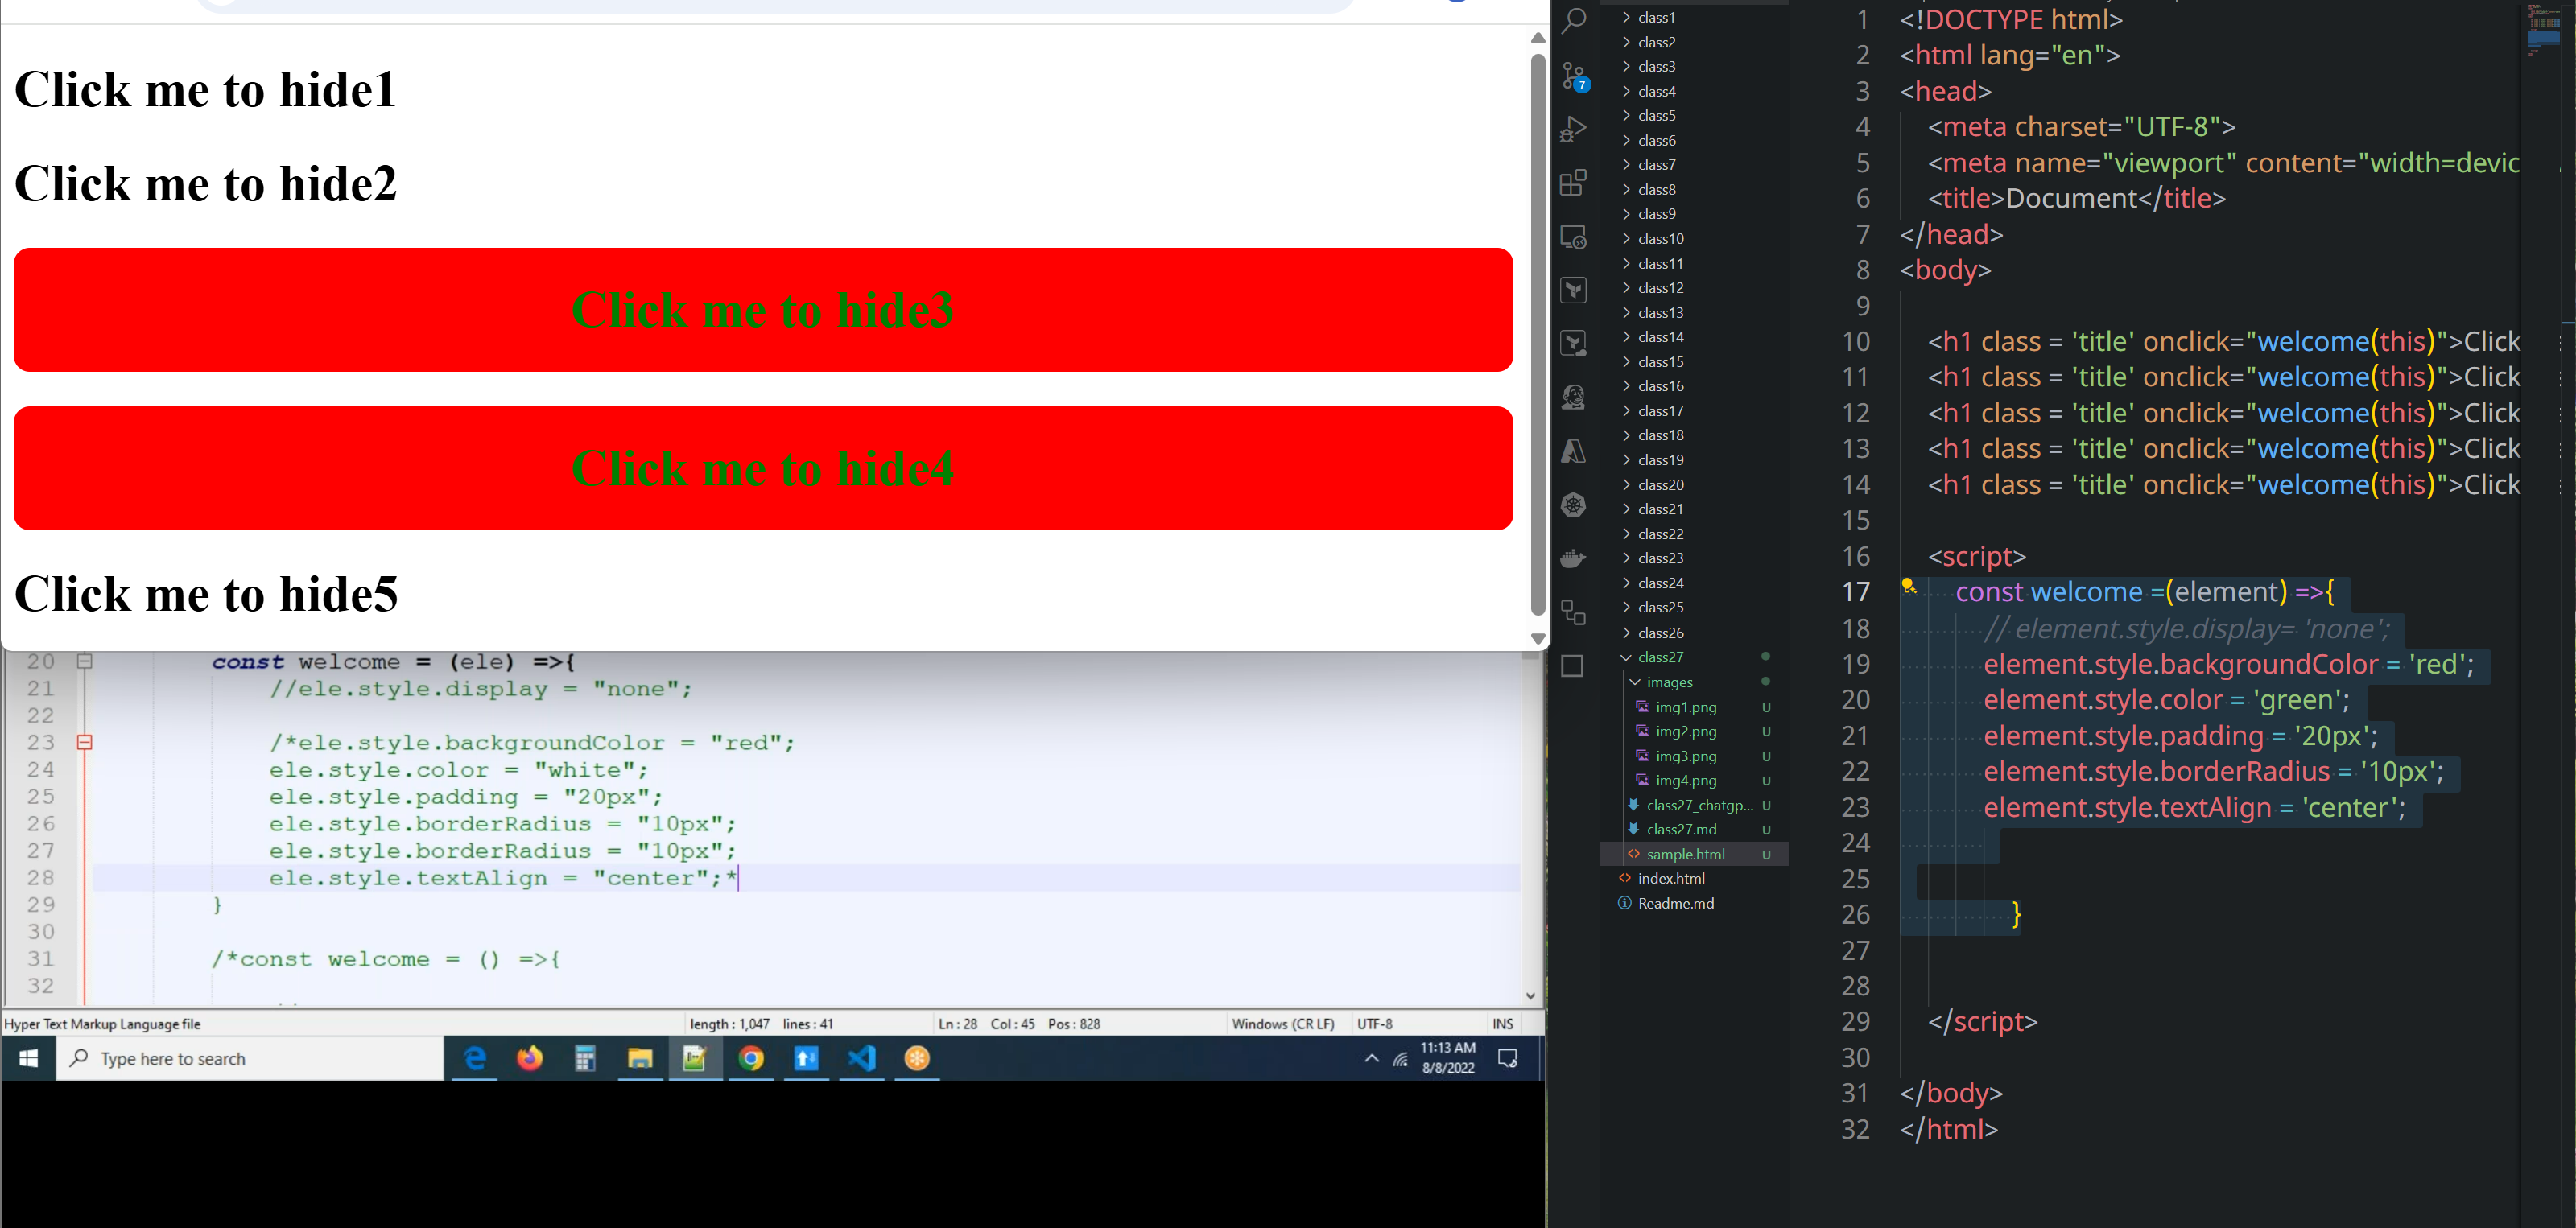 Click me to hide1
Click me to hide2
Click me to hide3
Click me to hide4
Click me to hide5
20 const welcome = (ele) =>{
21 //ele.style.display = "none";
22
23 /*ele.style.backgroundColor = "red";
24 ele.style.color = "white";
25 ele.style.padding = "20px";
26 ele.style.borderRadius = "10px";
27 ele.style.borderRadius = "10px";
28 ele.style.textAlign = "center";*
29 }
30
31 /*const welcome = () =>{
32
Hyper Text Markup Language file length : 1,047 lines : 41 Ln : 28 Col : 45 Pos : 828 Windows (CR LF) UTF-8 INS
Type here to search
11:13 AM
8/8/2022
7
class1
class2
class3
class4
class5
class6
class7
class8
class9
class10
class11
class12
class13
class14
class15
class16
class17
class18
class19
class20
class21
class22
class23
class24
class25
class26
class27
images
img1.png U
img2.png U
img3.png U
img4.png U
class27_chatgp... U
class27.md U
sample.html U
index.html
Readme.md
1 <!DOCTYPE html>
2 <html lang="en">
3 <head>
4 <meta charset="UTF-8">
5 <meta name="viewport" content="width=devic
6 <title>Document</title>
7 </head>
8 <body>
9
10 <h1 class = 'title' onclick="welcome(this)">Click
11 <h1 class = 'title' onclick="welcome(this)">Click
12 <h1 class = 'title' onclick="welcome(this)">Click
13 <h1 class = 'title' onclick="welcome(this)">Click
14 <h1 class = 'title' onclick="welcome(this)">Click
15
16 <script>
17 const welcome =(element) =>{
18 // element.style.display= 'none';
19 element.style.backgroundColor = 'red';
20 element.style.color = 'green';
21 element.style.padding = '20px';
22 element.style.borderRadius = '10px';
23 element.style.textAlign = 'center';
24
25
26 }
27
28
29 </script>
30
31 </body>
32 </html>